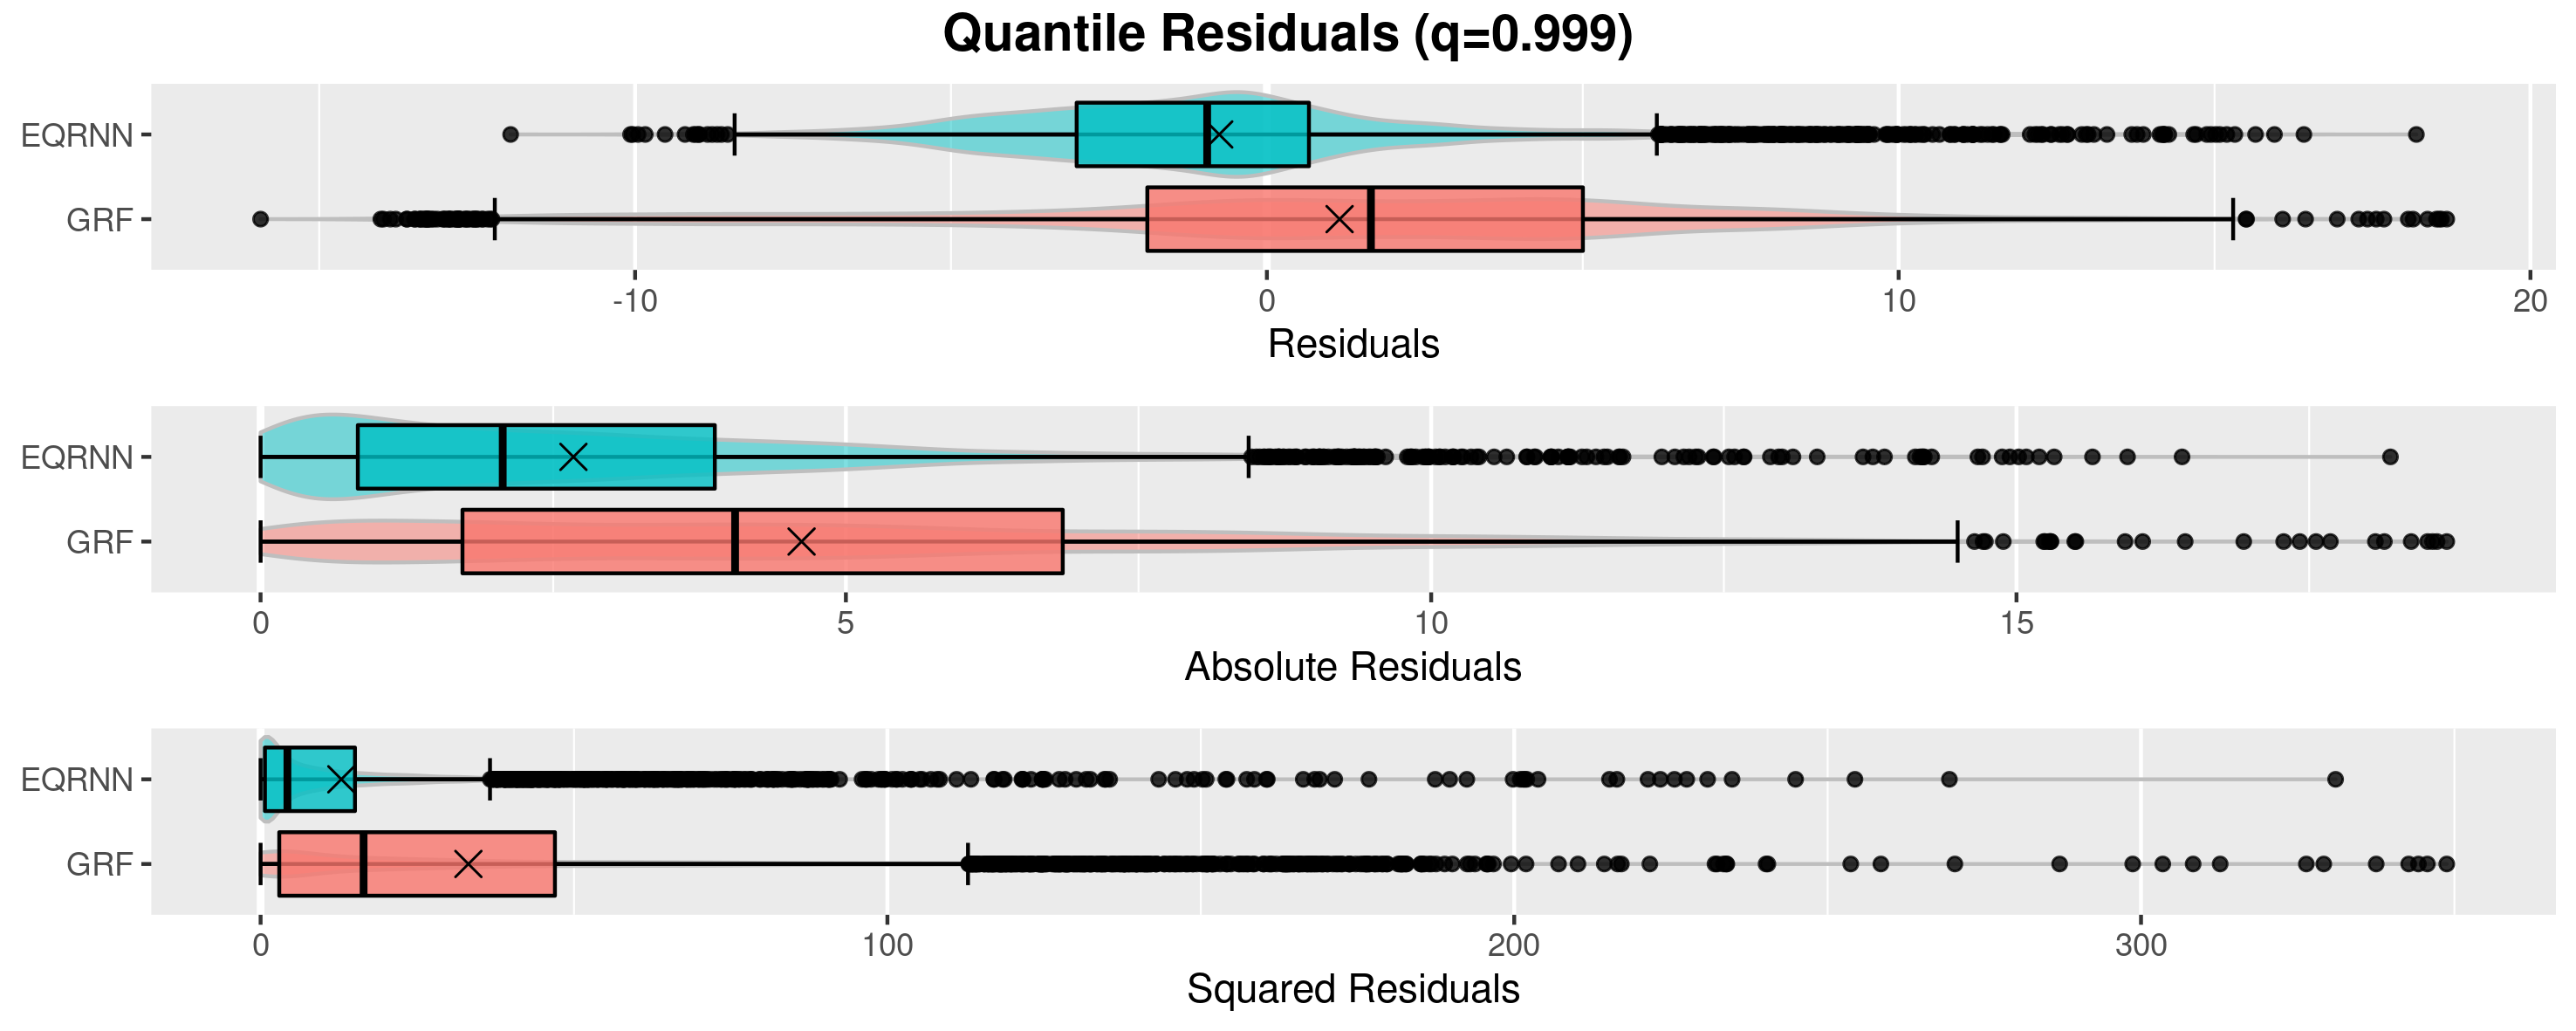 Quantile Residuals (q=0.999)
EQRNN
GRF
-10 0 10 20
Residuals
EQRNN
GRF
0 5 10 15
Absolute Residuals
EQRNN
GRF
0 100 200 300
Squared Residuals